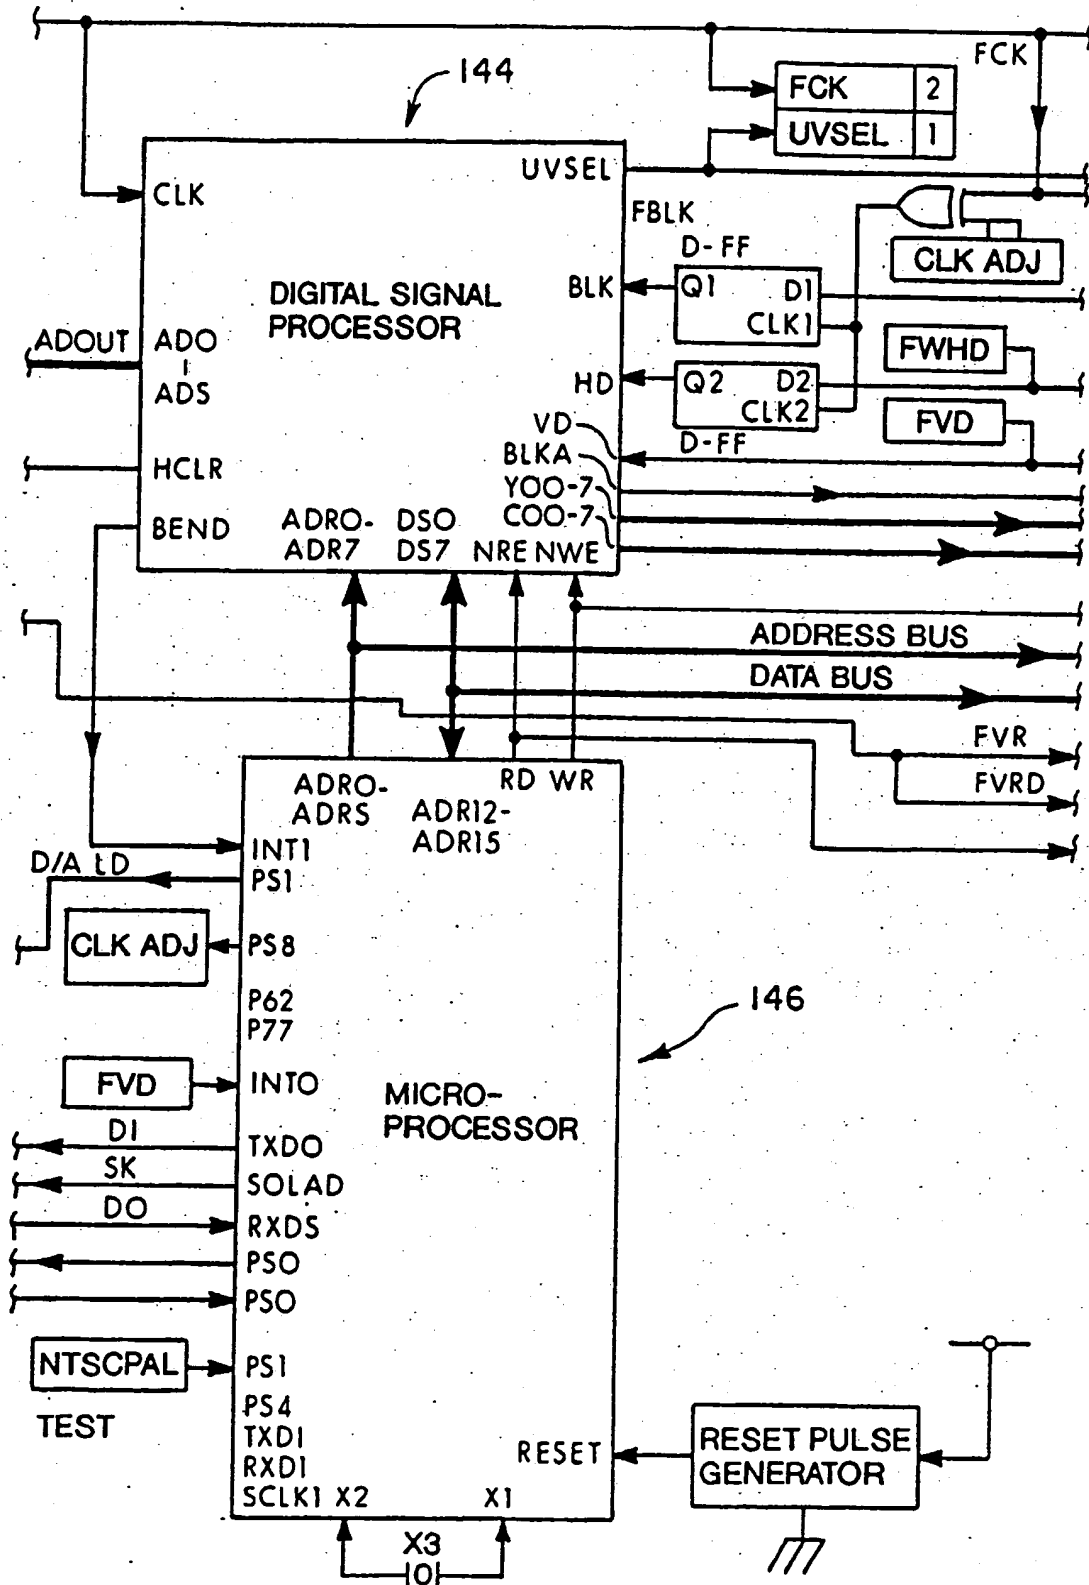 144
FCK
FCK 2
UVSEL 1
UVSEL
CLK
FBLK
D-FF
CLK ADJ
BLK
Q1 D1
CLK1
DIGITAL SIGNAL
PROCESSOR
ADOUT
ADO
ADS
FWHD
HD
Q2 D2
CLK2
FVD
VD
D-FF
BLKA
HCLR
YOO-7
COO-7
BEND
ADRO-
ADR7
DSO
DS7
NRE NWE
ADDRESS BUS
DATA BUS
FVR
FVRD
ADRO-
ADRS
ADR12-
ADR15
RD WR
INT1
D/A LD
PS1
CLK ADJ
PS8
P62
P77
146
FVD
INTO
MICRO-
PROCESSOR
DI
TXDO
SK
SOLAD
DO
RXDS
PSO
PSO
NTSCPAL
PS1
TEST
PS4
TXDI
RXDI
SCLK1 X2 X1
RESET
RESET PULSE
GENERATOR
X3